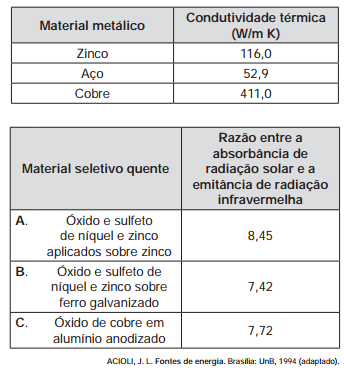 Material metálico
Condutividade térmica
(W/m K)
Zinco 116,0
Aço 52,9
Cobre 411,0
Material seletivo quente
Razão entre a
absorbância de
radiação solar e a
emitância de radiação
infravermelha
A. Óxido e sulfeto
de níquel e zinco
aplicados sobre zinco
8,45
B. Óxido e sulfeto de
níquel e zinco sobre
ferro galvanizado
7,42
C. Óxido de cobre em
alumínio anodizado
7,72
ACIOLI, J. L. Fontes de energia. Brasília: UnB, 1994 (adaptado).